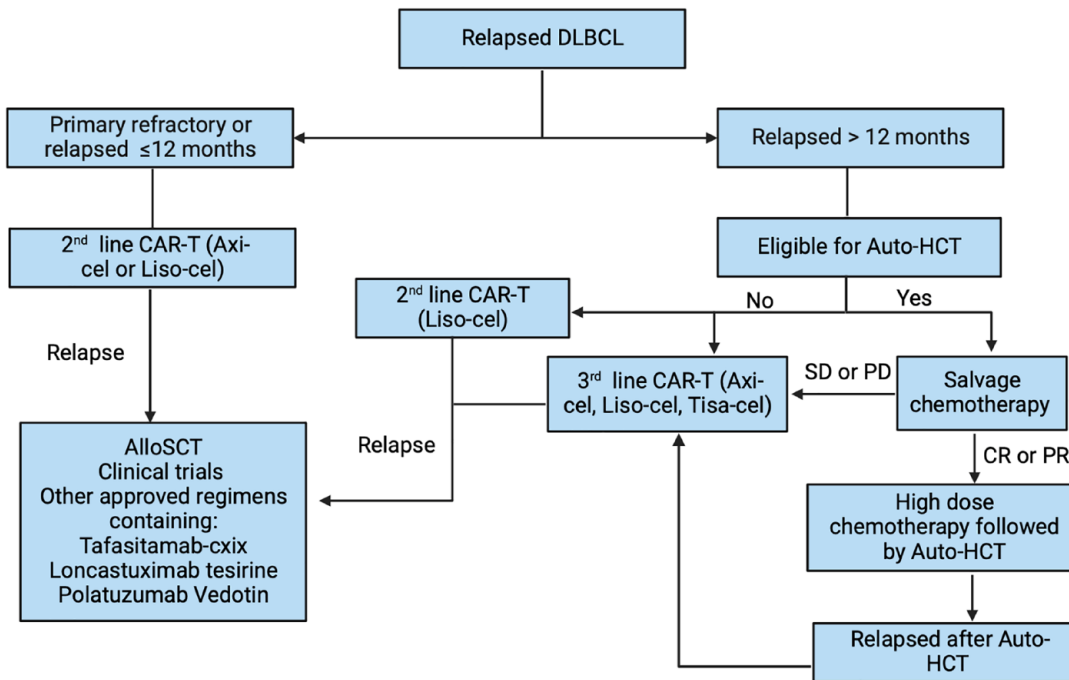 Relapsed DLBCL
Primary refractory or
relapsed ≤12 months
Relapsed > 12 months
2nd line CAR-T (Axi-
cel or Liso-cel)
Eligible for Auto-HCT
No
Yes
2nd line CAR-T
(Liso-cel)
Relapse
3rd line CAR-T (Axi-
cel, Liso-cel, Tisa-cel)
SD or PD
Salvage
chemotherapy
Relapse
CR or PR
AlloSCT
Clinical trials
Other approved regimens
containing:
Tafasitamab-cxix
Loncastuximab tesirine
Polatuzumab Vedotin
High dose
chemotherapy followed
by Auto-HCT
Relapsed after Auto-
HCT